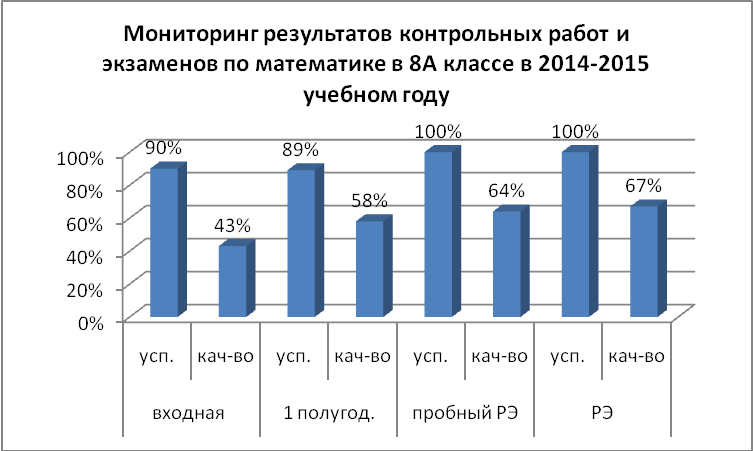 Мониторинг результатов контрольных работ и
экзаменов по математике в 8А классе в 2014-2015
учебном году
100%
80%
60%
40%
20%
0%
90%
43%
89%
58%
100%
64%
100%
67%
усп.
кач-во
усп.
кач-во
усп.
кач-во
усп.
кач-во
входная
1 полугод.
пробный РЭ
РЭ